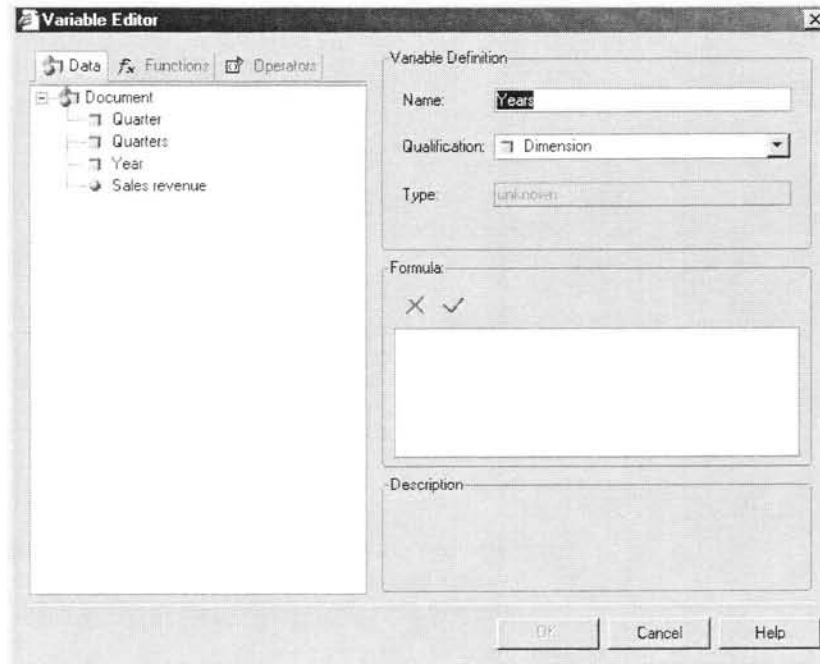 Variable Editor
Data Functions Operators
Document
Quarter
Quarters
Year
Sales revenue
Variable Definition
Name: Years
Qualification: Dimension
Type: unknown
Formula:
Description
OK Cancel Help